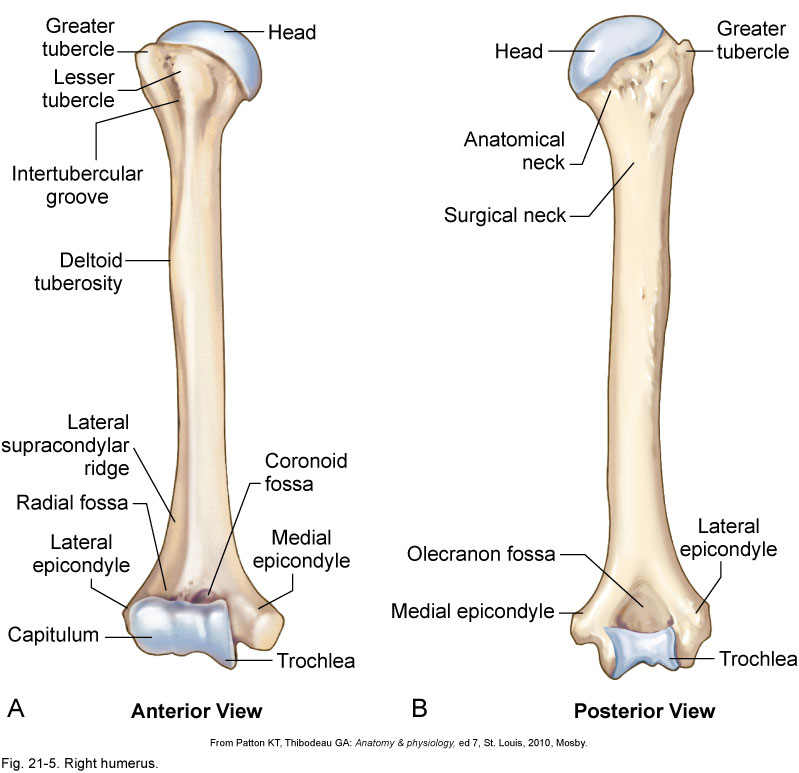 Greater
tubercle
Head
Lesser
tubercle
Intertubercular
groove
Deltoid
tuberosity
Lateral
supracondylar
ridge
Coronoid
fossa
Radial fossa
Lateral
epicondyle
Medial
epicondyle
Capitulum
Trochlea
A
Anterior View
Head
Greater
tubercle
Anatomical
neck
Surgical neck
Olecranon fossa
Lateral
epicondyle
Medial epicondyle
Trochlea
B
Posterior View
From Patton KT, Thibodeau GA: Anatomy & physiology, ed 7, St. Louis, 2010, Mosby.
Fig. 21-5. Right humerus.